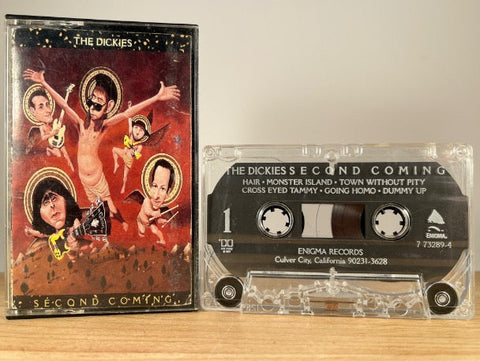 THE DICKIES
SECOND COMING
THE DICKIES SECOND COMING
HAIR • MONSTER ISLAND • TOWN WITHOUT PITY
CROSS EYED TAMMY • GOING HOMO • DUMMY UP
1
ENIGMA
7 73289-4
ENIGMA RECORDS
Culver City, California 90231-3628